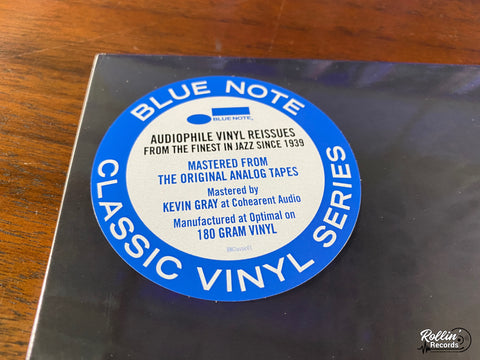 BLUE NOTE
BLUE NOTE
AUDIOPHILE VINYL REISSUES
FROM THE FINEST IN JAZZ SINCE 1939
MASTERED FROM
THE ORIGINAL ANALOG TAPES
Mastered by
KEVIN GRAY at Cohearent Audio
Manufactured at Optimal on
180 GRAM VINYL
CLASSIC VINYL SERIES
Rollin'
Records